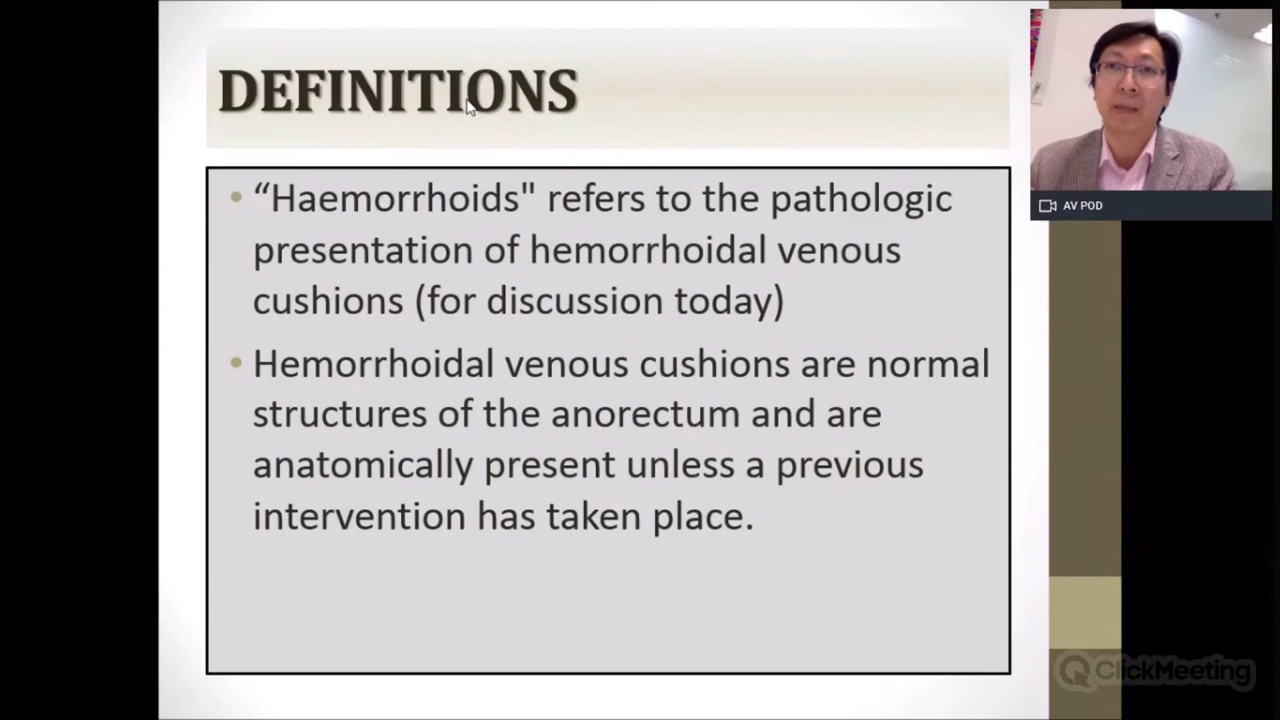 DEFINITIONS
• “Haemorrhoids" refers to the pathologic
presentation of hemorrhoidal venous
cushions (for discussion today)
• Hemorrhoidal venous cushions are normal
structures of the anorectum and are
anatomically present unless a previous
intervention has taken place.
AV POD
ClickMeeting